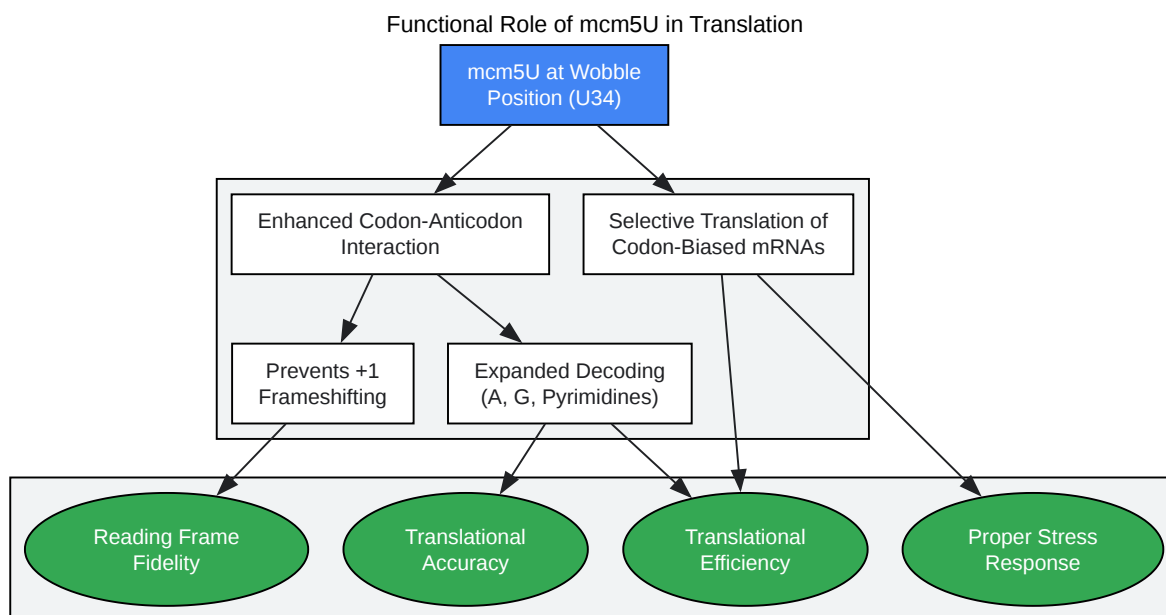 Functional Role of mcm5U in Translation
mcm5U at Wobble
Position (U34)
Enhanced Codon-Anticodon
Interaction
Selective Translation of
Codon-Biased mRNAs
Prevents +1
Frameshifting
Expanded Decoding
(A, G, Pyrimidines)
Reading Frame
Fidelity
Translational
Accuracy
Translational
Efficiency
Proper Stress
Response